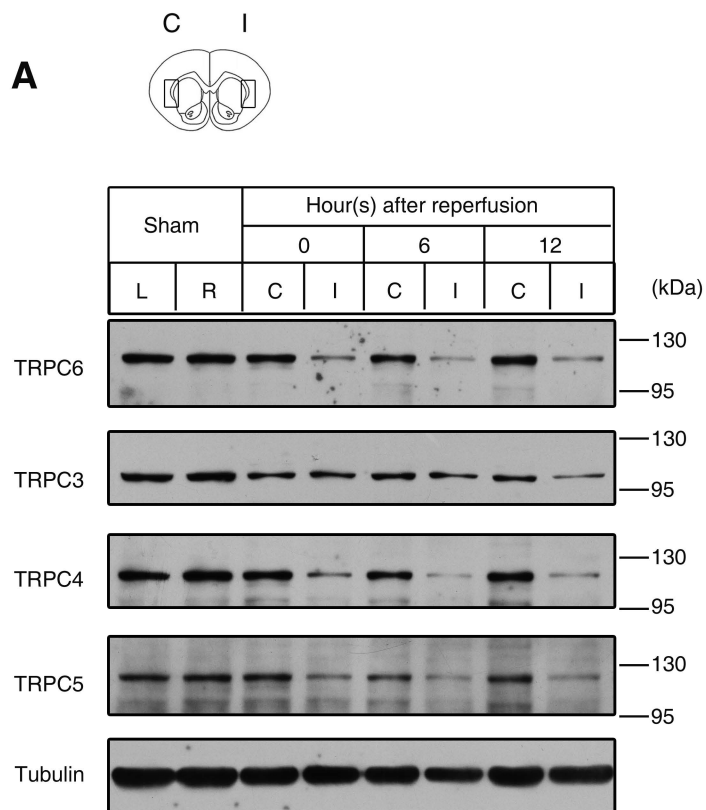 C I
A
Sham
Hour(s) after reperfusion
0 6 12
L R C I C I C I (kDa)
TRPC6
130
95
TRPC3
130
95
TRPC4
130
95
TRPC5
130
95
Tubulin